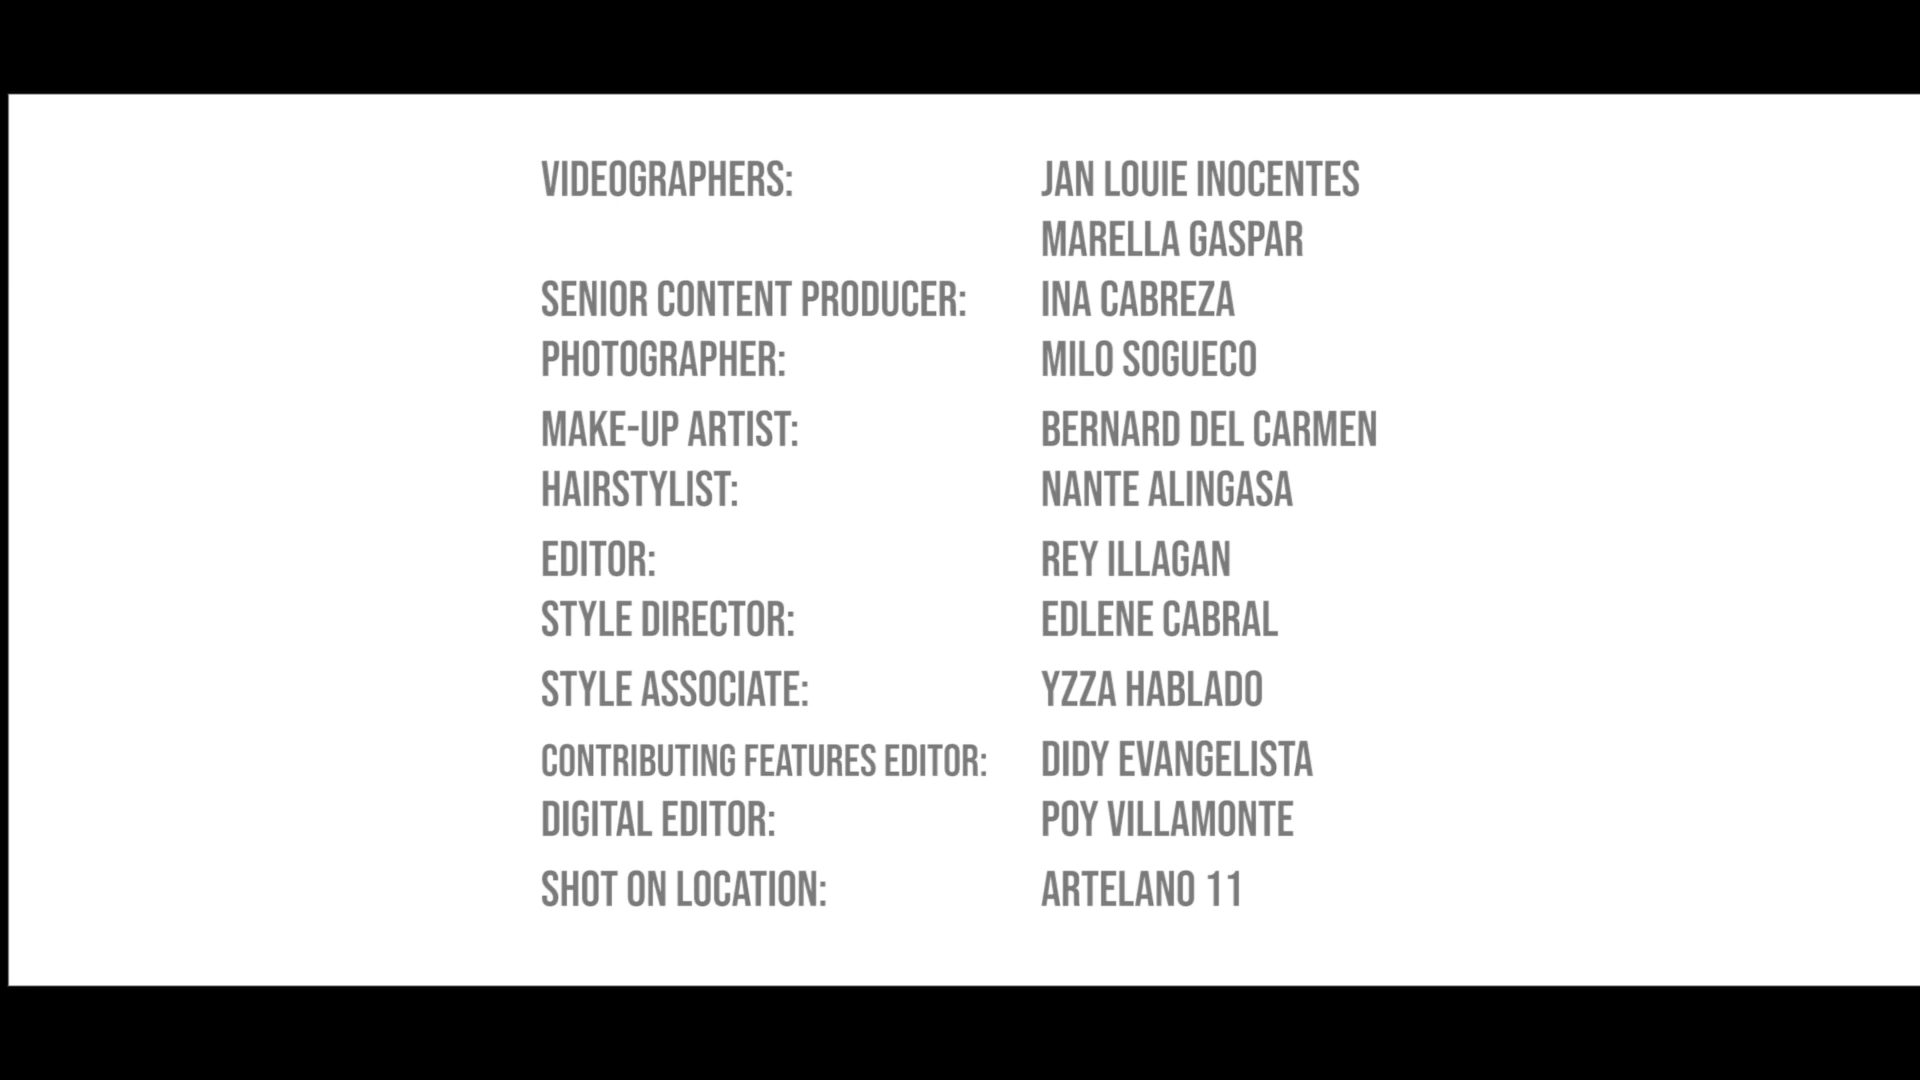 VIDEOGRAPHERS: JAN LOUIE INOCENTES
MARELLA GASPAR
SENIOR CONTENT PRODUCER: INA CABREZA
PHOTOGRAPHER: MILO SOGUECO
MAKE-UP ARTIST: BERNARD DEL CARMEN
HAIRSTYLIST: NANTE ALINGASA
EDITOR: REY ILLAGAN
STYLE DIRECTOR: EDLENE CABRAL
STYLE ASSOCIATE: YZZA HABLADO
CONTRIBUTING FEATURES EDITOR: DIDY EVANGELISTA
DIGITAL EDITOR: POY VILLAMONTE
SHOT ON LOCATION: ARTELANO 11